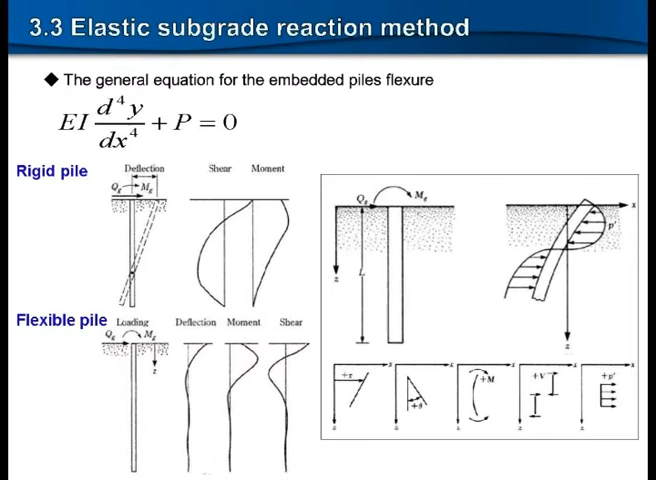 3.3 Elastic subgrade reaction method
◆ The general equation for the embedded piles flexure
EI d⁴y/dx⁴ + P = 0
Rigid pile
Deflection
Shear Moment
Qg Mg
Qg Mg
x
p'
L
z
z
Flexible pile
Loading Deflection Moment Shear
Qg Mg
z
x x x x x
+x +θ +M +V +p'
z z z z z